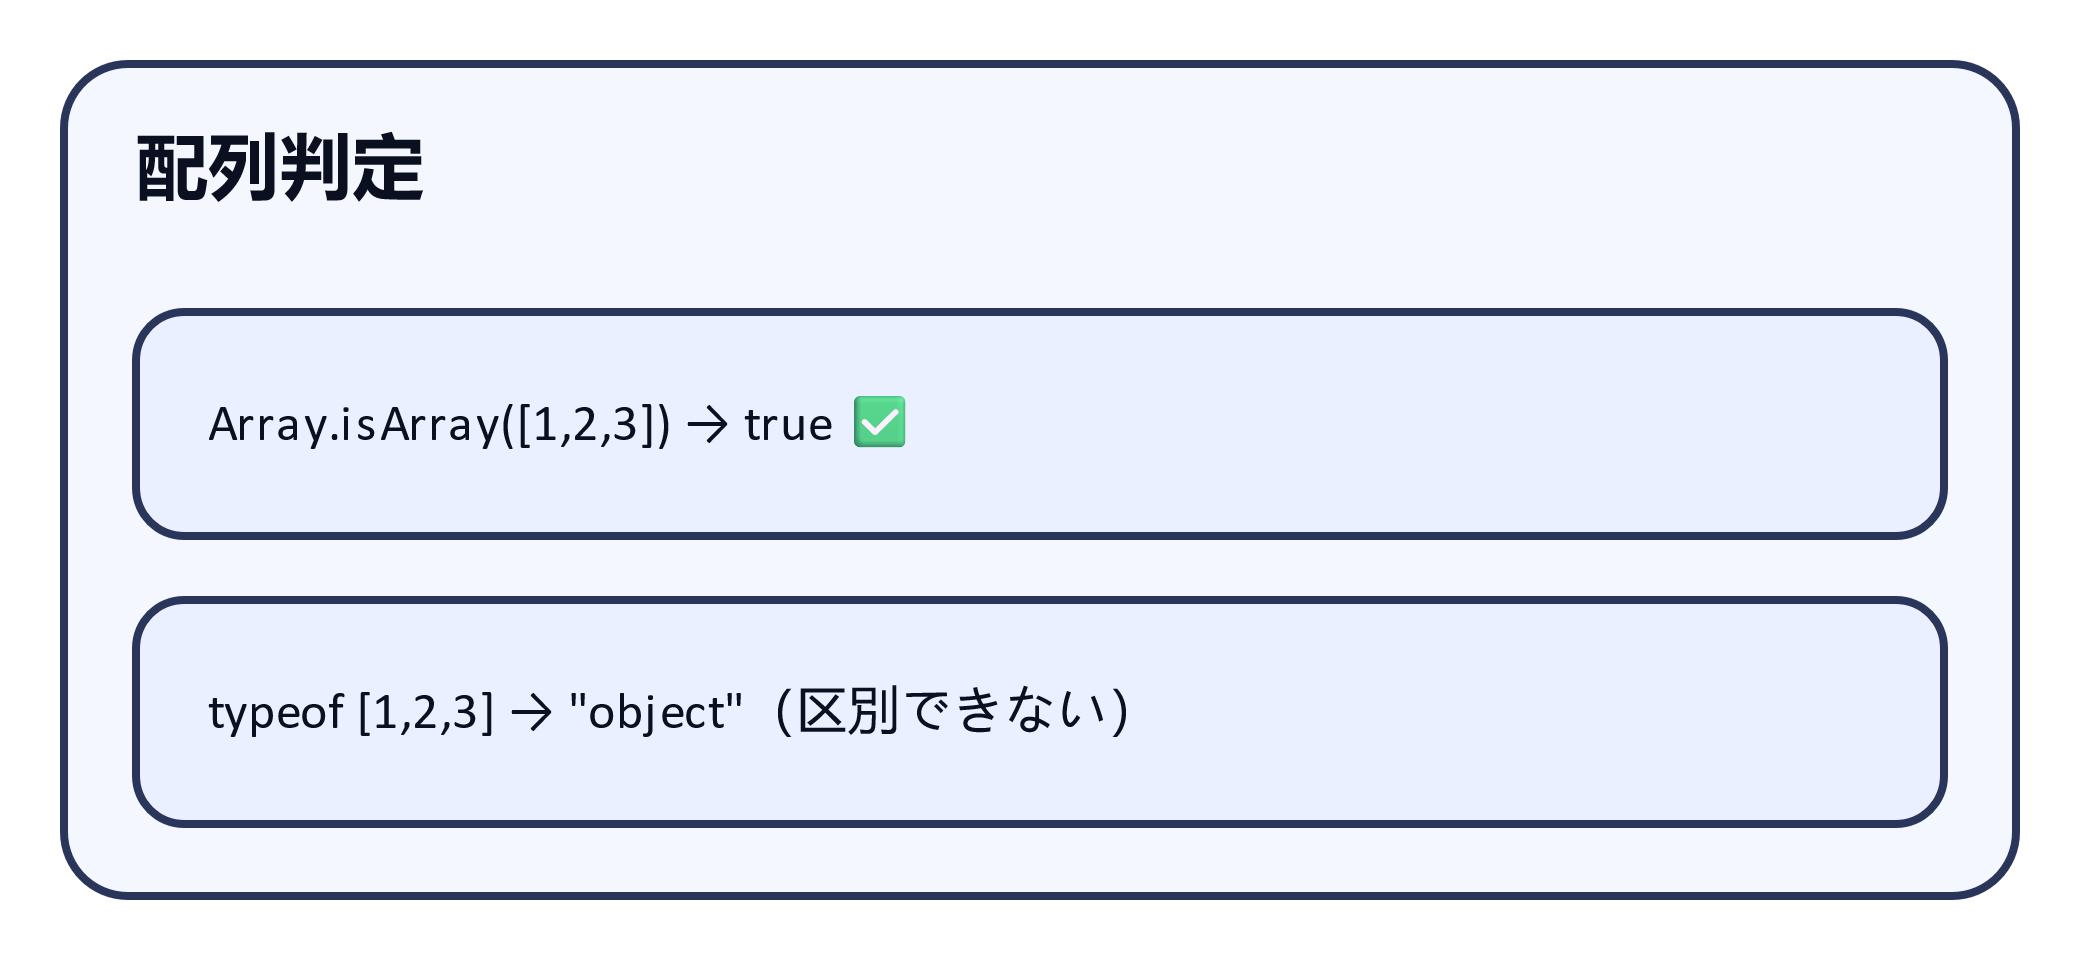 配列判定
Array.isArray([1,2,3]) → true ✅
typeof [1,2,3] → "object"（区別できない）